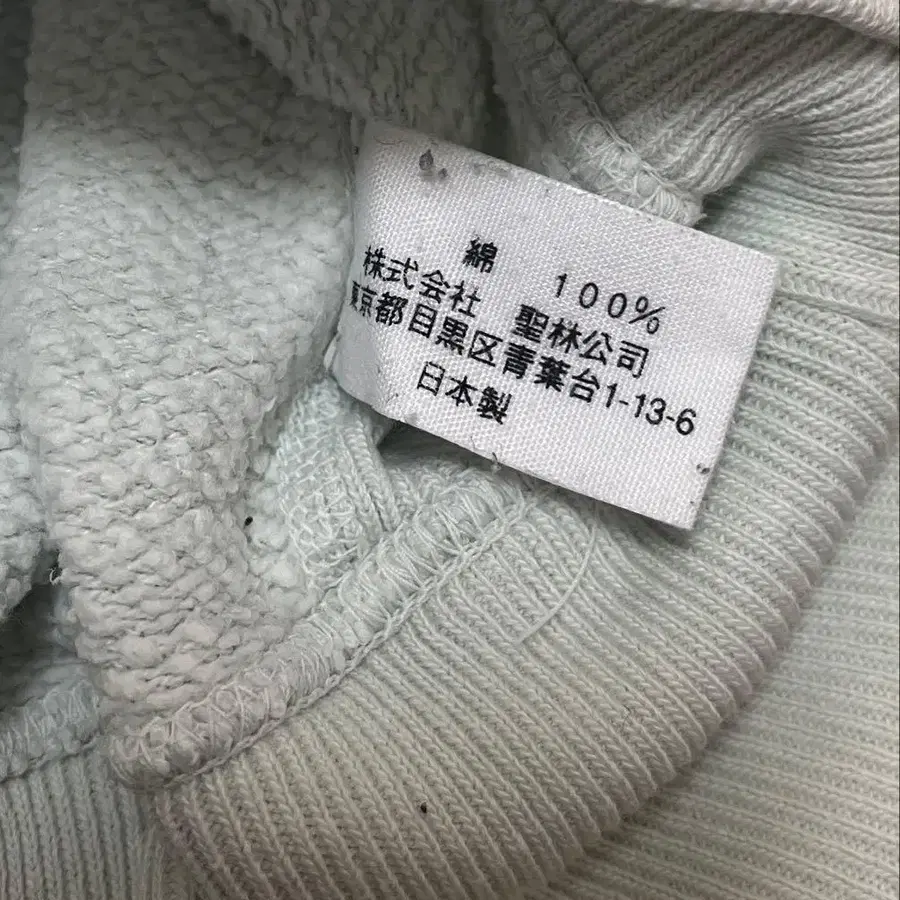 綿 100%
株式会社 聖林公司
東京都目黒区青葉台1-13-6
日本製